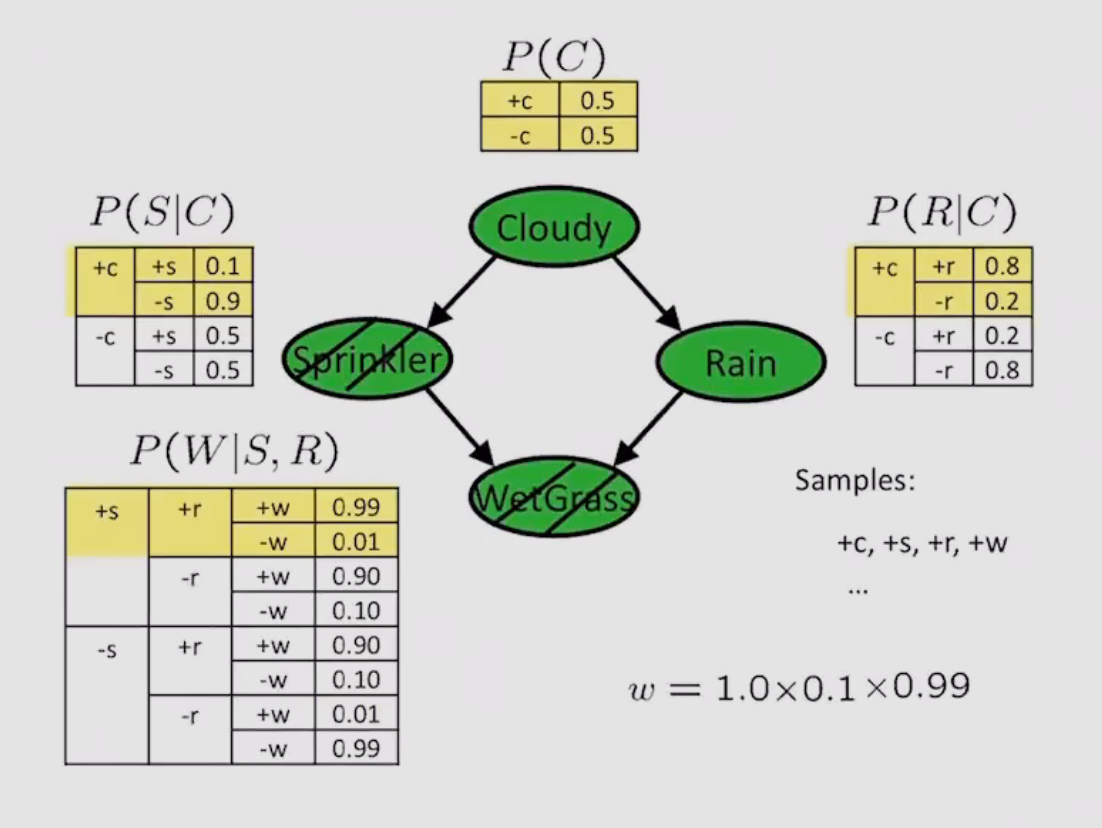 P(C)
+c 0.5
-c 0.5
P(S|C)
+c +s 0.1
-s 0.9
-c +s 0.5
-s 0.5
Cloudy
P(R|C)
+c +r 0.8
-r 0.2
-c +r 0.2
-r 0.8
Sprinkler
Rain
P(W|S, R)
+s +r +w 0.99
-w 0.01
-r +w 0.90
-w 0.10
-s +r +w 0.90
-w 0.10
-r +w 0.01
-w 0.99
WetGrass
Samples:
+c, +s, +r, +w
...
w = 1.0×0.1×0.99